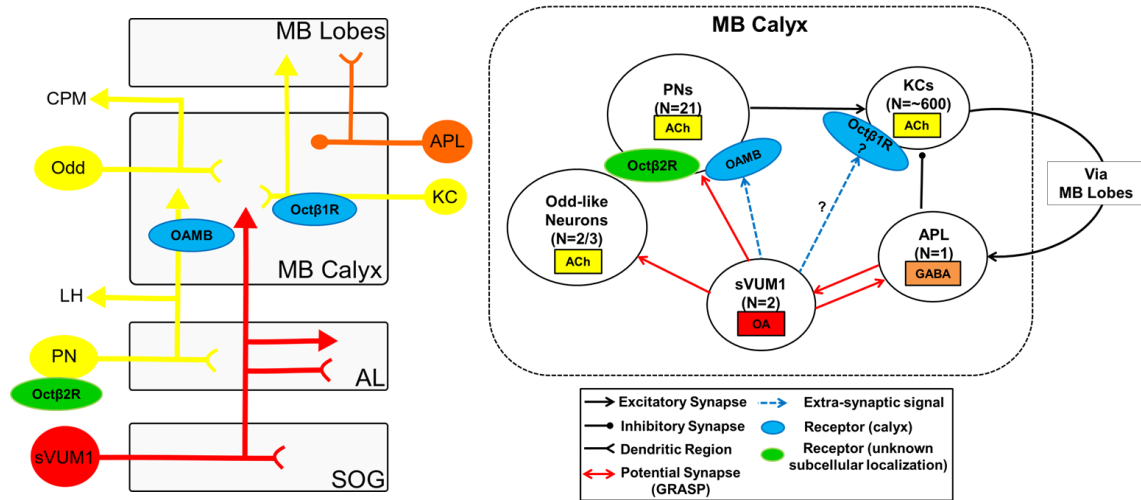 MB Lobes
CPM
Odd
APL
KC
Octβ1R
OAMB
MB Calyx
LH
PN
Octβ2R
AL
sVUM1
SOG
MB Calyx
PNs
(N=21)
ACh
KCs
(N=~600)
ACh
Octβ2R
OAMB
Octβ1R
?
Via
MB Lobes
?
Odd-like
Neurons
(N=2/3)
ACh
APL
(N=1)
GABA
sVUM1
(N=2)
OA
Excitatory Synapse
Inhibitory Synapse
Dendritic Region
Potential Synapse
(GRASP)
Extra-synaptic signal
Receptor (calyx)
Receptor (unknown
subcellular localization)